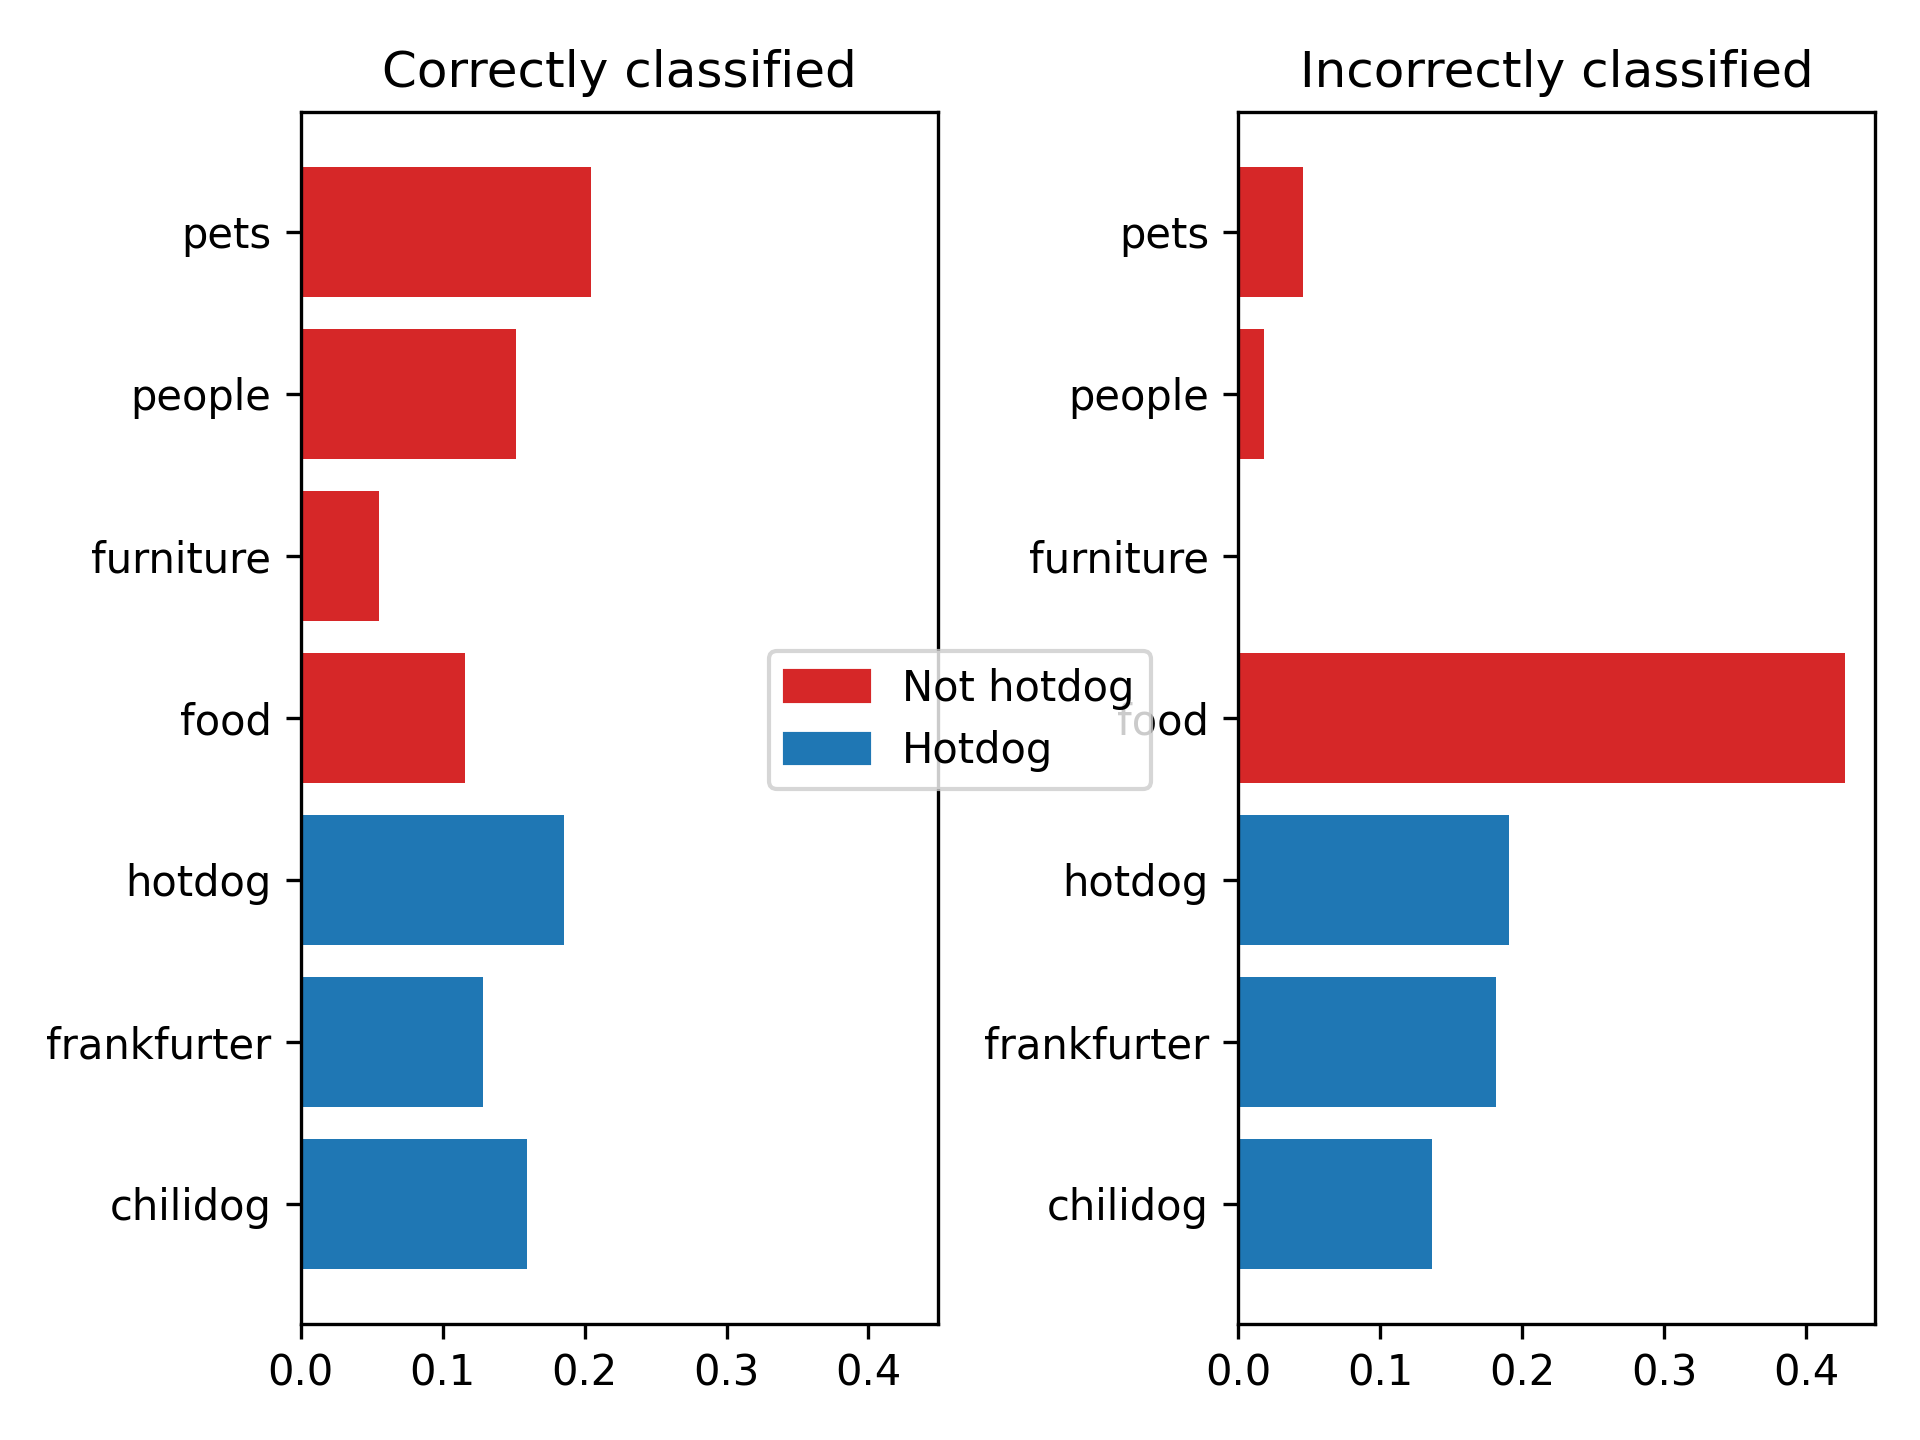 Correctly classified
pets
people
furniture
food
hotdog
frankfurter
chilidog
0.0 0.1 0.2 0.3 0.4
Not hotdog
Hotdog
Incorrectly classified
pets
people
furniture
food
hotdog
frankfurter
chilidog
0.0 0.1 0.2 0.3 0.4